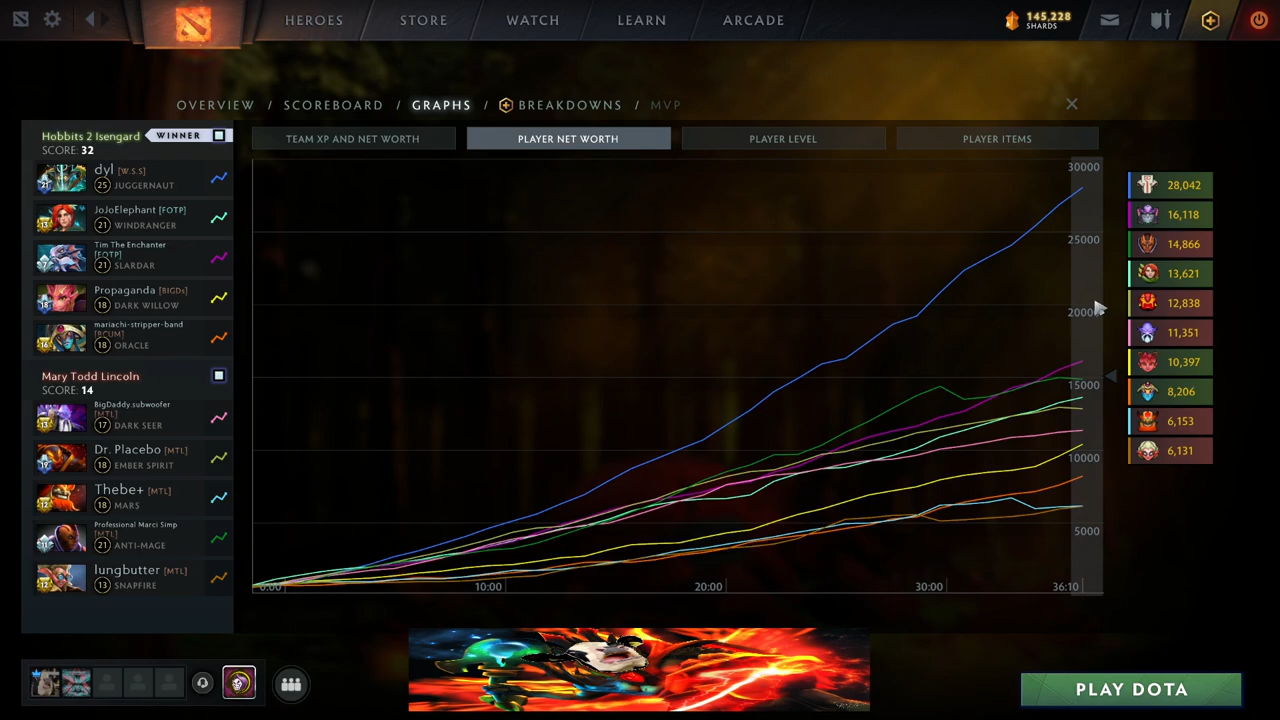 HEROES STORE WATCH LEARN ARCADE 145,228 SHARDS
OVERVIEW / SCOREBOARD / GRAPHS / BREAKDOWNS / MVP
TEAM XP AND NET WORTH PLAYER NET WORTH PLAYER LEVEL PLAYER ITEMS
Hobbits 2 Isengard WINNER
SCORE: 32
dyl [W.S.S]
25 JUGGERNAUT
JoJoElephant [FOTP]
21 WINDRANGER
Tim The Enchanter
[FOTP]
21 SLARDAR
Propaganda [BIGDs]
18 DARK WILLOW
mariachi-stripper-band
[RCUM]
18 ORACLE
Mary Todd Lincoln
SCORE: 14
BigDaddy.subwoofer
[MTL]
17 DARK SEER
Dr. Placebo [MTL]
18 EMBER SPIRIT
Thebe+ [MTL]
18 MARS
Professional Marci Simp
[MTL]
21 ANTI-MAGE
lungbutter [MTL]
13 SNAPFIRE
30000
25000
20000
15000
10000
5000
0:00 10:00 20:00 30:00 36:10
28,042
16,118
14,866
13,621
12,838
11,351
10,397
8,206
6,153
6,131
PLAY DOTA